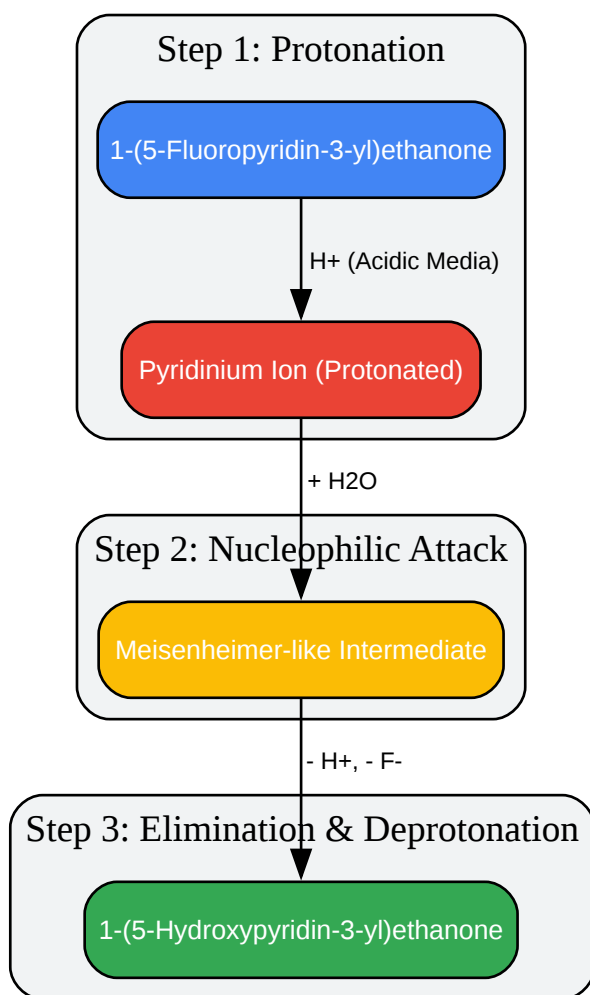 Step 1: Protonation
1-(5-Fluoropyridin-3-yl)ethanone
H+ (Acidic Media)
Pyridinium Ion (Protonated)
+ H2O
Step 2: Nucleophilic Attack
Meisenheimer-like Intermediate
- H+, - F-
Step 3: Elimination & Deprotonation
1-(5-Hydroxypyridin-3-yl)ethanone